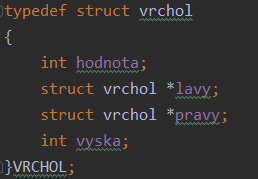 typedef struct vrchol
{
    int hodnota;
    struct vrchol *lavy;
    struct vrchol *pravy;
    int vyska;
}VRCHOL;